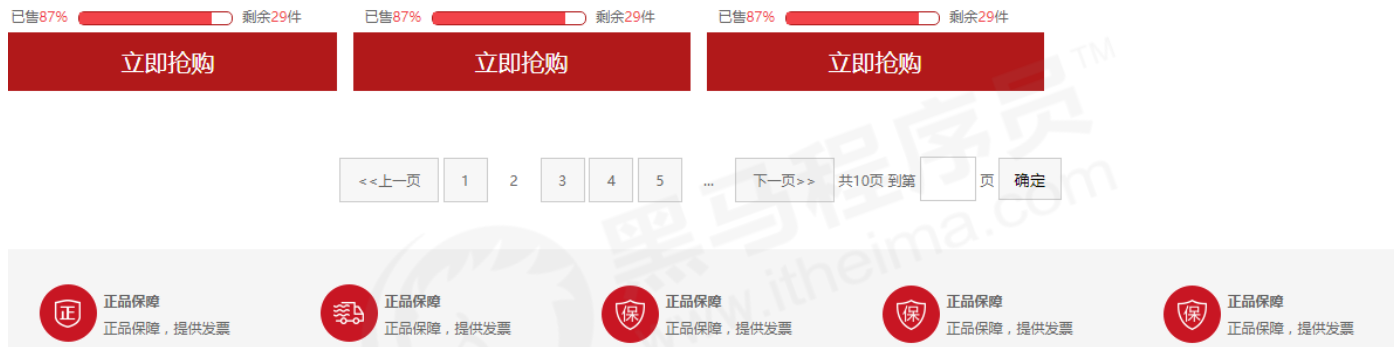 已售87% 剩余29件 已售87% 剩余29件 已售87% 剩余29件
立即抢购 立即抢购 立即抢购
<<上一页 1 2 3 4 5 ... 下一页>> 共10页 到第 页 确定
黑马程序员™
www.itheima.com
正 正品保障 正品保障 保 正品保障 保 正品保障 保 正品保障
正品保障，提供发票 正品保障，提供发票 正品保障，提供发票 正品保障，提供发票 正品保障，提供发票